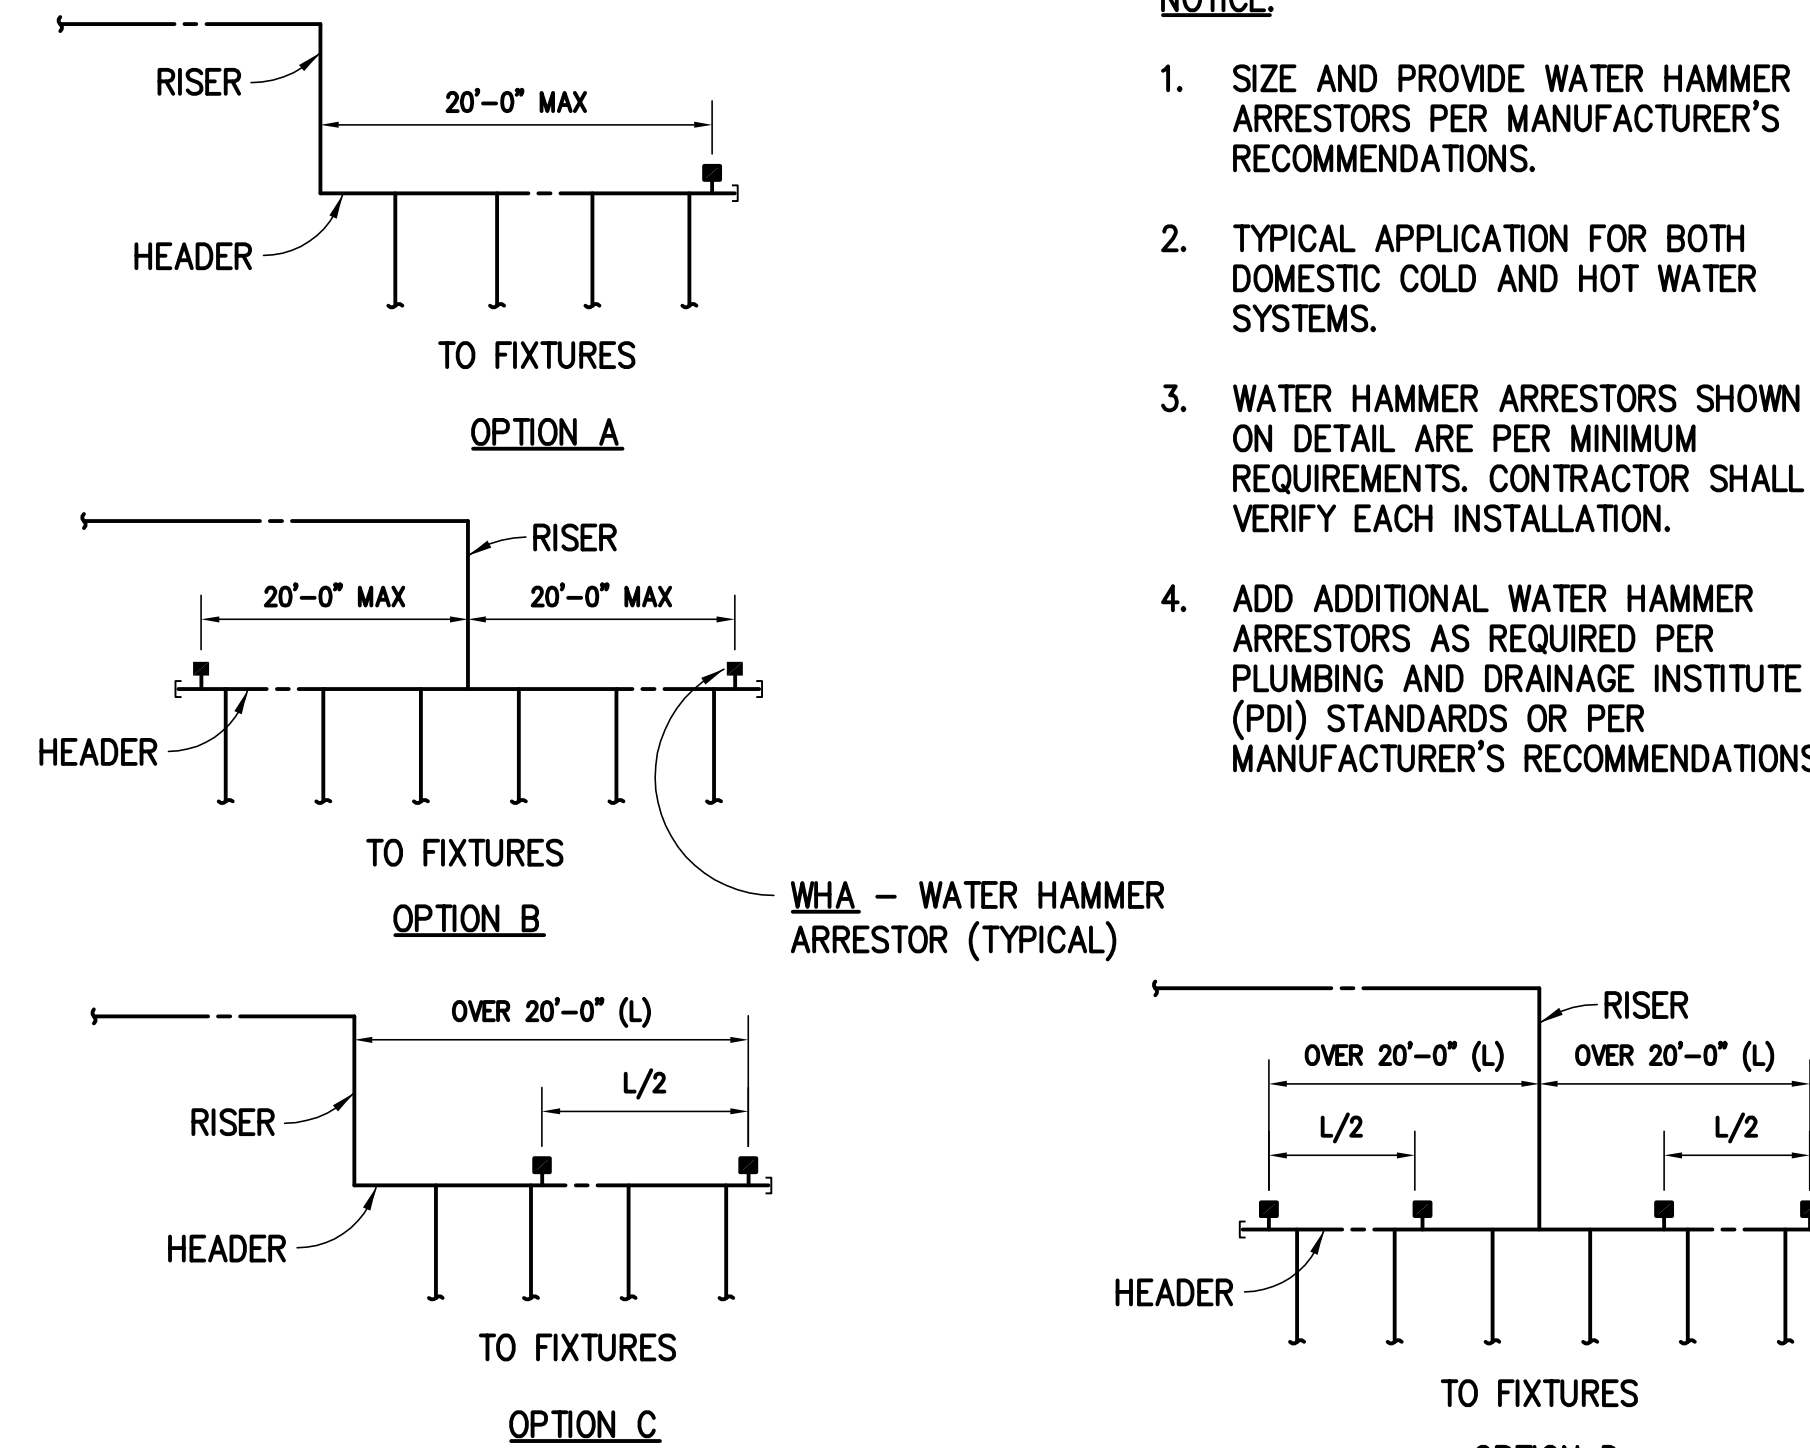 RISER
20'-0" MAX
HEADER
TO FIXTURES
OPTION A
RISER
20'-0" MAX
20'-0" MAX
HEADER
TO FIXTURES
OPTION B
WHA - WATER HAMMER
ARRESTOR (TYPICAL)
OVER 20'-0" (L)
L/2
RISER
HEADER
TO FIXTURES
OPTION C
NOTICE:
1. SIZE AND PROVIDE WATER HAMMER
ARRESTORS PER MANUFACTURER'S
RECOMMENDATIONS.
2. TYPICAL APPLICATION FOR BOTH
DOMESTIC COLD AND HOT WATER
SYSTEMS.
3. WATER HAMMER ARRESTORS SHOWN
ON DETAIL ARE PER MINIMUM
REQUIREMENTS. CONTRACTOR SHALL
VERIFY EACH INSTALLATION.
4. ADD ADDITIONAL WATER HAMMER
ARRESTORS AS REQUIRED PER
PLUMBING AND DRAINAGE INSTITUTE
(PDI) STANDARDS OR PER
MANUFACTURER'S RECOMMENDATIONS
RISER
OVER 20'-0" (L)
OVER 20'-0" (L)
L/2
L/2
HEADER
TO FIXTURES